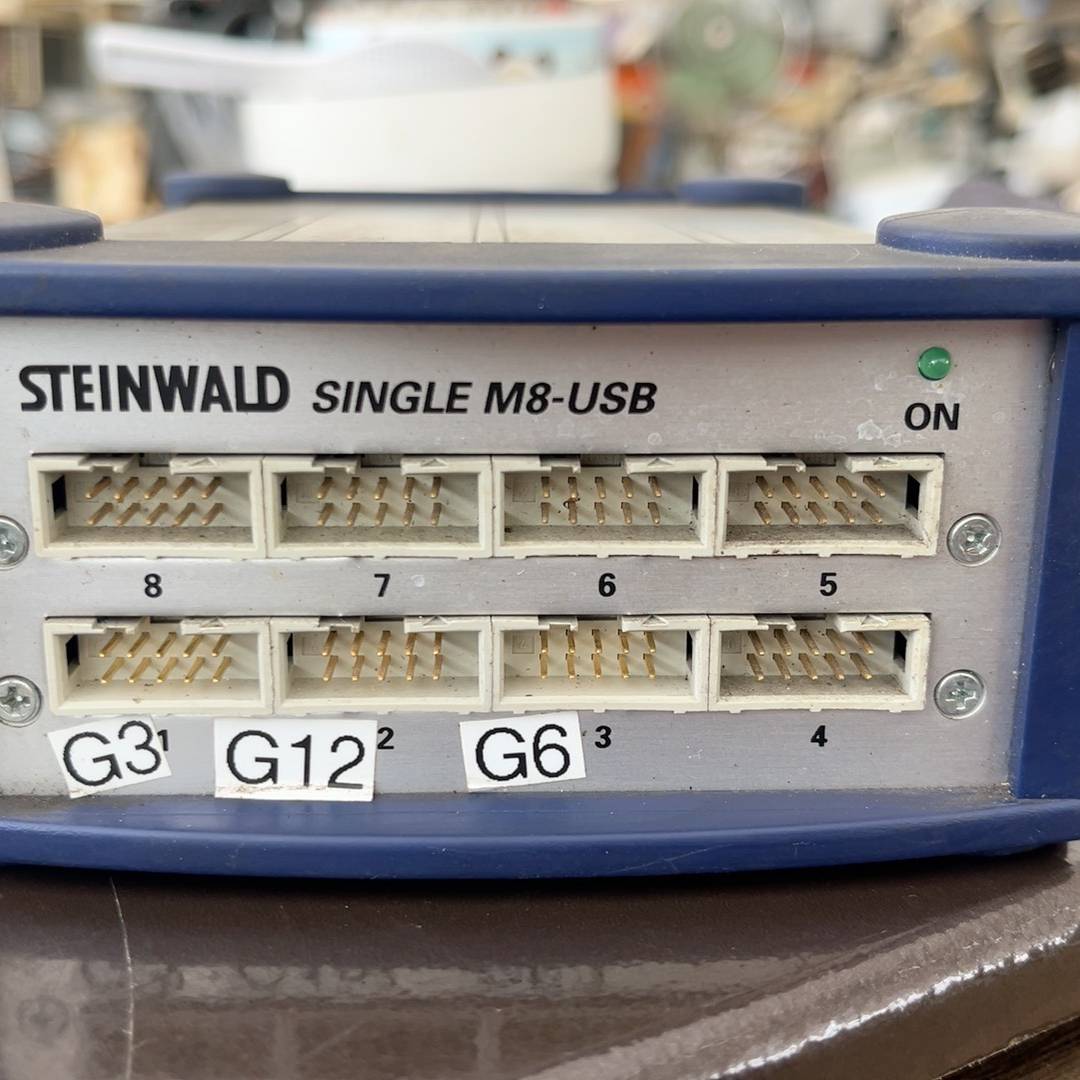 STEINWALD SINGLE M8-USB
ON
8 7 6 5
1 2 3 4
G3 G12 G6